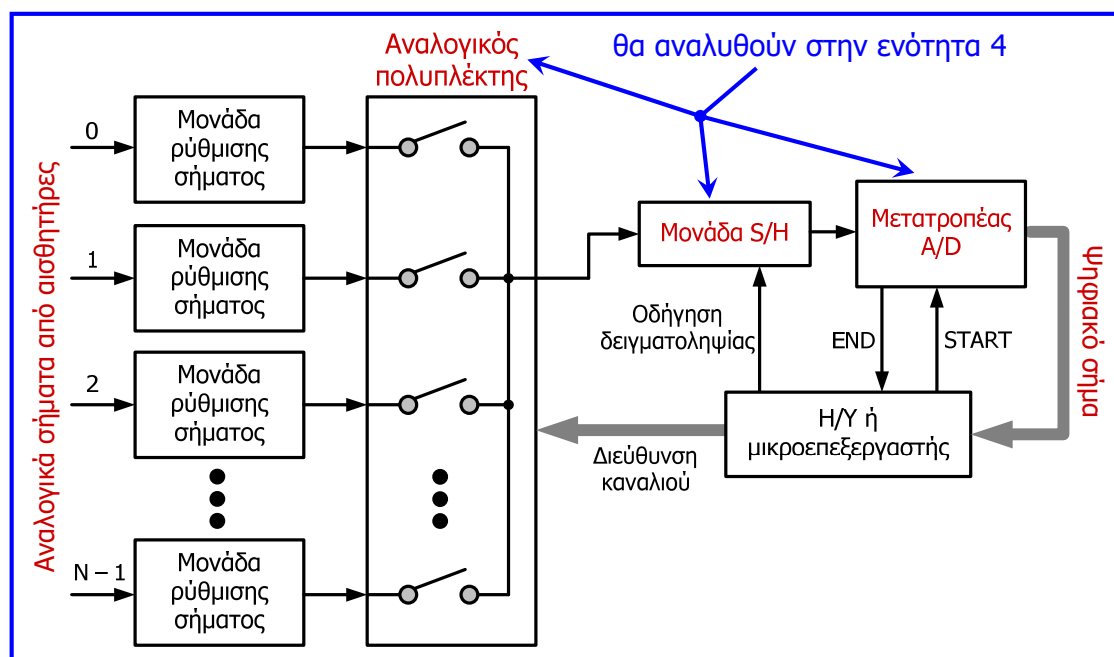 Αναλογικός
πολυπλέκτης
θα αναλυθούν στην ενότητα 4
Αναλογικά σήματα από αισθητήρες
0
Μονάδα
ρύθμισης
σήματος
1
Μονάδα
ρύθμισης
σήματος
2
Μονάδα
ρύθμισης
σήματος
N – 1
Μονάδα
ρύθμισης
σήματος
Μονάδα S/H
Μετατροπέας
A/D
Οδήγηση
δειγματοληψίας
END
START
Ψηφιακό σήμα
Η/Υ ή
μικροεπεξεργαστής
Διεύθυνση
καναλιού